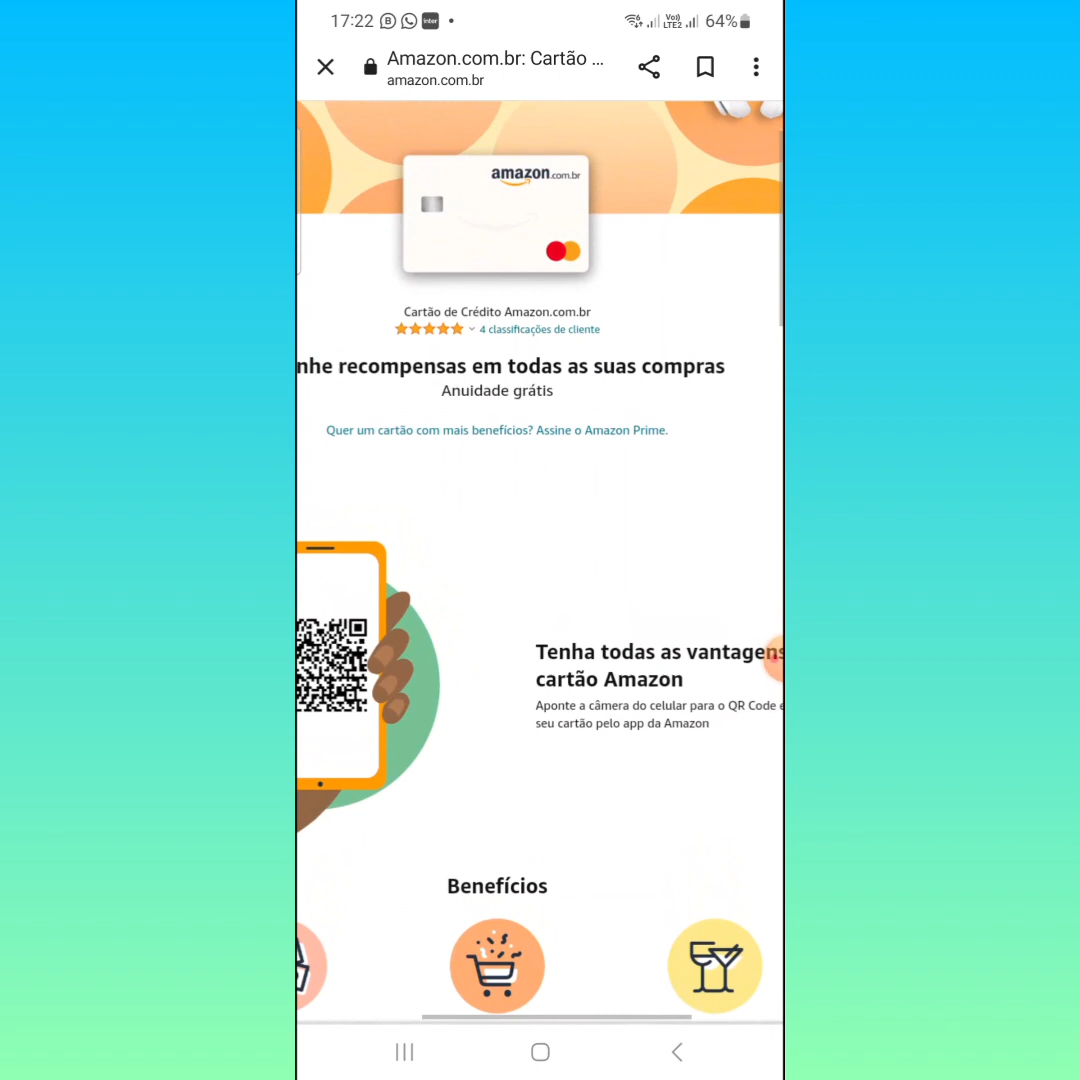 17:22
inter
Vo))
LTE2
64%
Amazon.com.br: Cartão ...
amazon.com.br
amazon.com.br
Cartão de Crédito Amazon.com.br
4 classificações de cliente
nhe recompensas em todas as suas compras
Anuidade grátis
Quer um cartão com mais benefícios? Assine o Amazon Prime.
Tenha todas as vantagens
cartão Amazon
Aponte a câmera do celular para o QR Code e
seu cartão pelo app da Amazon
Benefícios